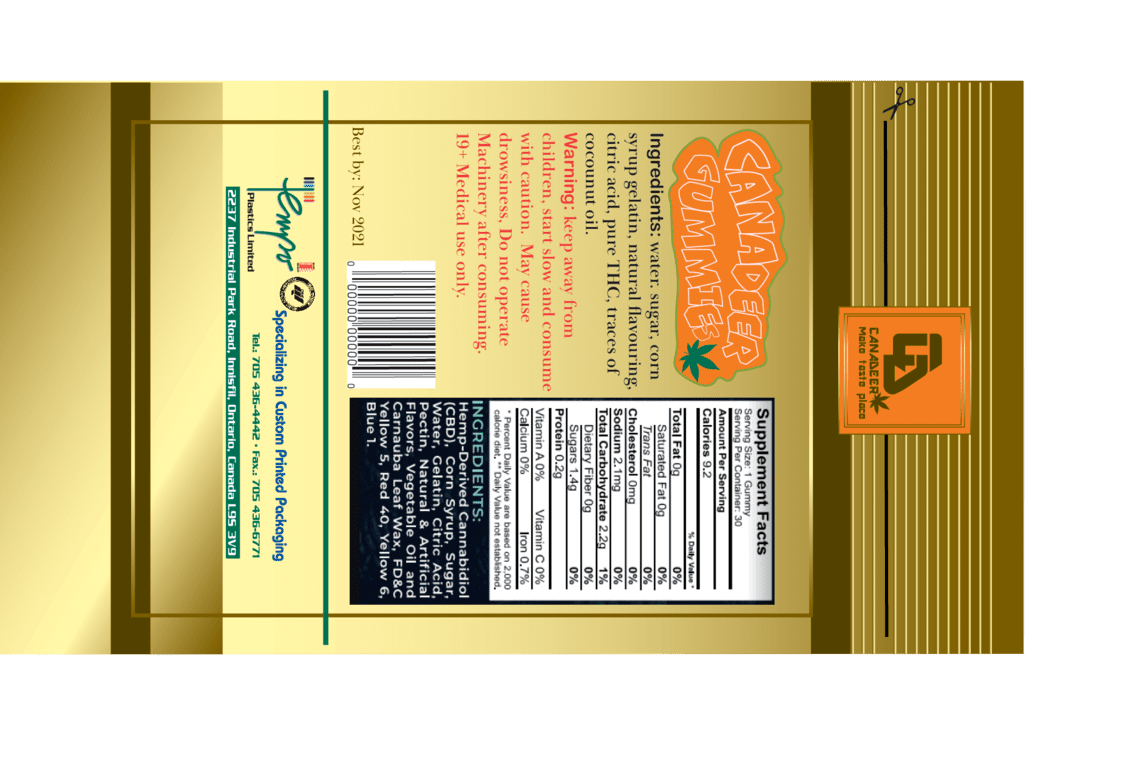 CANADEER
Make taste place
CANADEER
GUMMIES
Ingredients: water, sugar, corn
syrup gelatin, natural flavouring,
citric acid, pure THC, traces of
cocounut oil.
Warning: keep away from
children, start slow and consume
with caution. May cause
drowsiness. Do not operate
Machinery after consuming.
19+ Medical use only.
Best by: Nov 2021
0 00000 00000 0
Supplement Facts
Serving Size: 1 Gummy
Serving Per Container: 30
Amount Per Serving
Calories 9.2
% Daily Value *
Total Fat 0g 0%
Saturated Fat 0g 0%
Trans Fat 0%
Cholesterol 0mg 0%
Sodium 2.1mg 0%
Total Carbohydrate 2.2g 1%
Dietary Fiber 0g 0%
Sugars 1.4g 0%
Protein 0.2g
Vitamin A 0% Vitamin C 0%
Calcium 0% Iron 0.7%
* Percent Daily Value are based on 2,000
calorie diet. ** Daily Value not established.
INGREDIENTS:
Hemp-Derived Cannabidiol
(CBD), Corn Syrup, Sugar,
Water, Gelatin, Citric Acid,
Pectin, Natural & Artificial
Flavors, Vegetable Oil and
Carnauba Leaf Wax, FD&C
Yellow 5, Red 40, Yellow 6,
Blue 1.
Tempo
Plastics Limited
Specializing in Custom Printed Packaging
Tel.: 705 436-4442 • Fax.: 705 436-6771
2237 Industrial Park Road, Innisfil, Ontario, Canada L9S 3V9